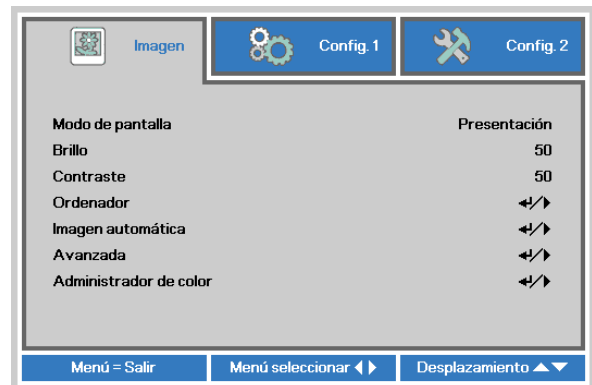 Imagen Config. 1 Config. 2
Modo de pantalla Presentación
Brillo 50
Contraste 50
Ordenador ↵/▶
Imagen automática ↵/▶
Avanzada ↵/▶
Administrador de color ↵/▶
Menú = Salir Menú seleccionar ◀▶ Desplazamiento ▲▼